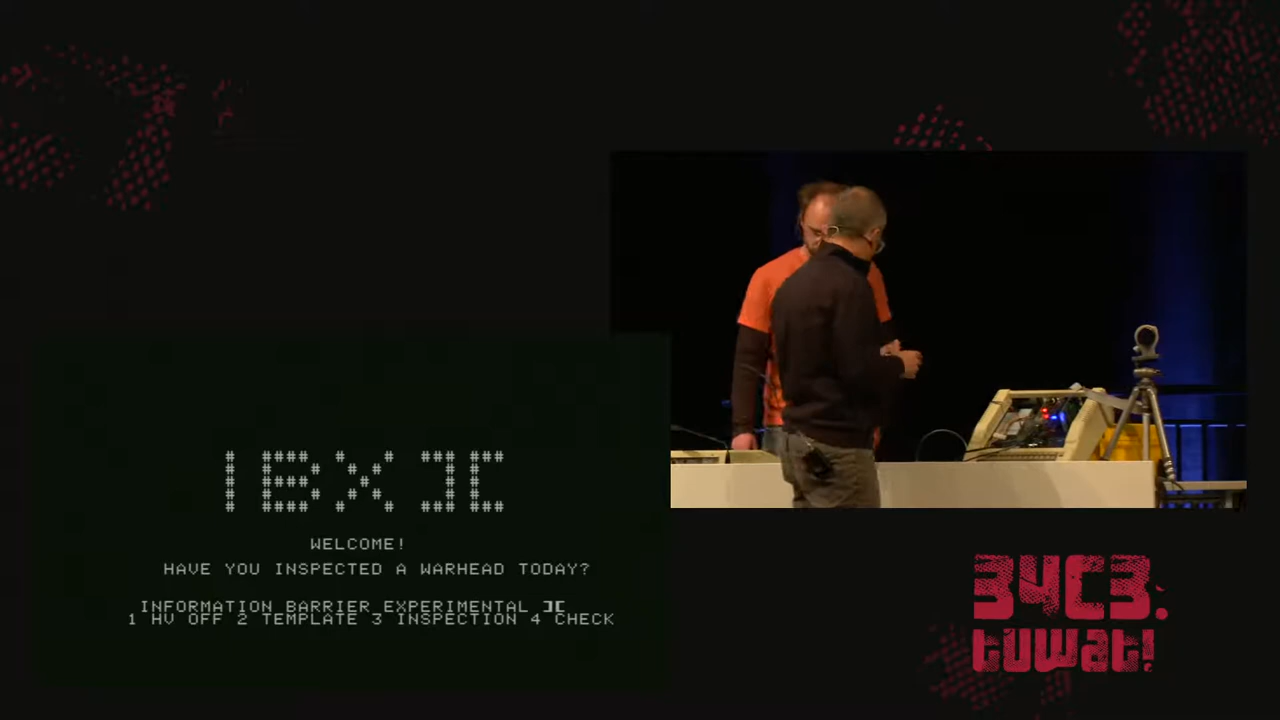 IBX ][
WELCOME!
HAVE YOU INSPECTED A WARHEAD TODAY?
INFORMATION BARRIER EXPERIMENTAL ][
1 HV OFF 2 TEMPLATE 3 INSPECTION 4 CHECK
34C3.
tuwat!